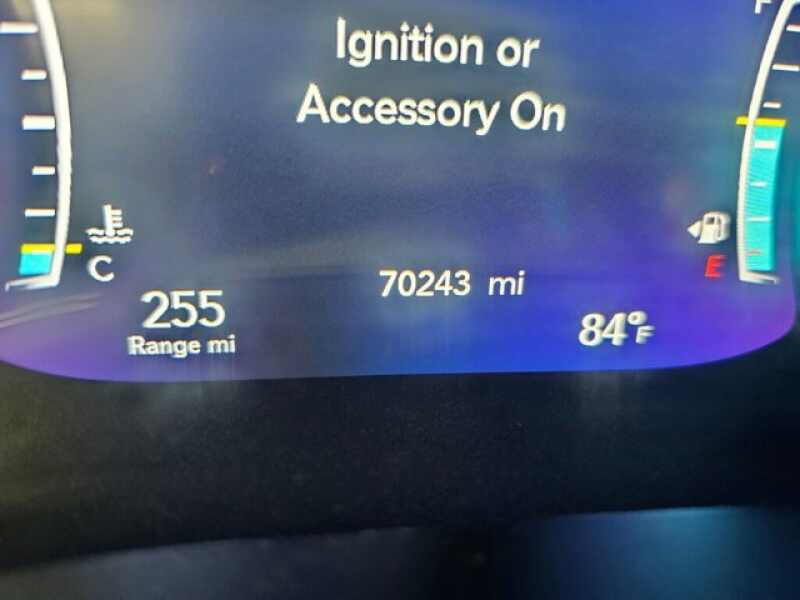 Ignition or
Accessory On
F
C
E
70243 mi
255
Range mi
84°F